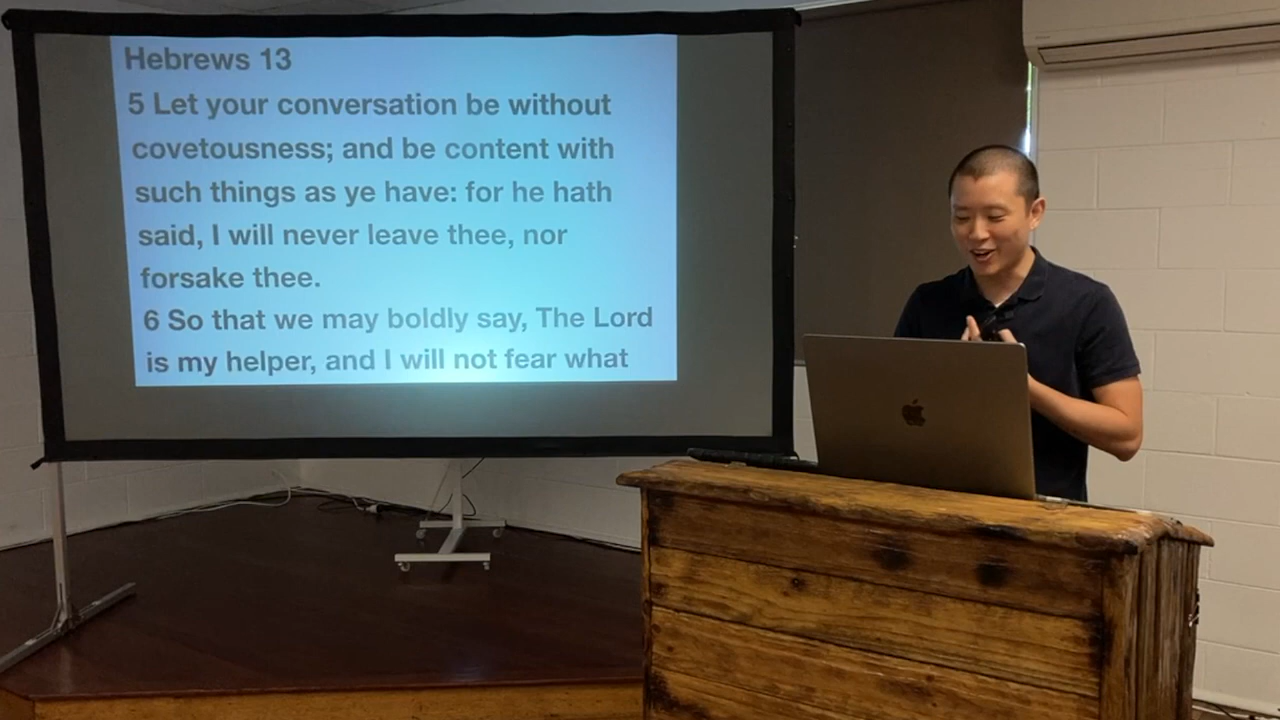 Hebrews 13
5 Let your conversation be without
covetousness; and be content with
such things as ye have: for he hath
said, I will never leave thee, nor
forsake thee.
6 So that we may boldly say, The Lord
is my helper, and I will not fear what